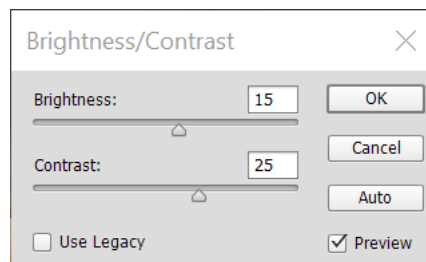 Brightness/Contrast
Brightness: 15
OK
Cancel
Contrast: 25
Auto
Use Legacy
Preview